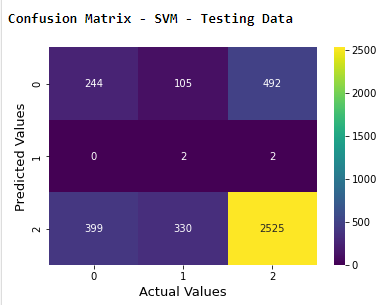 Confusion Matrix - SVM - Testing Data
Predicted Values
0 244 105 492
1 0 2 2
2 399 330 2525
0 1 2
Actual Values
2500
2000
1500
1000
500
0